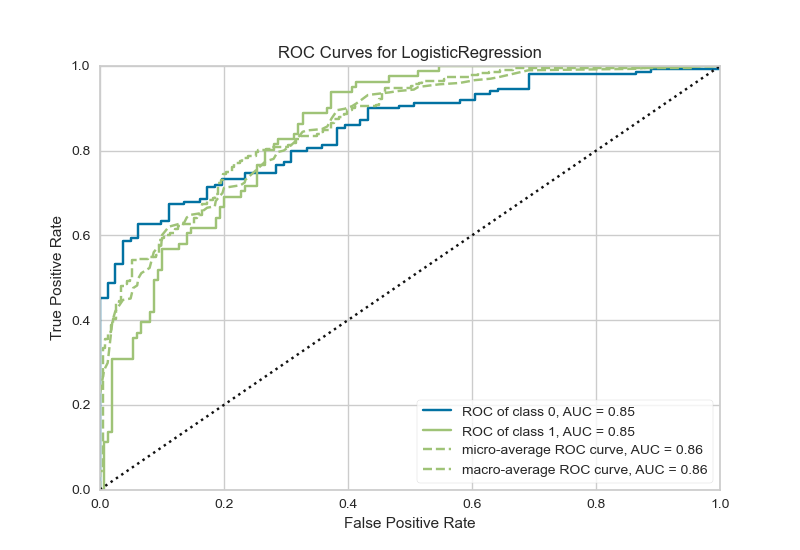 ROC Curves for LogisticRegression
True Positive Rate
1.0
0.8
0.6
0.4
0.2
0.0
ROC of class 0, AUC = 0.85
ROC of class 1, AUC = 0.85
micro-average ROC curve, AUC = 0.86
macro-average ROC curve, AUC = 0.86
0.0 0.2 0.4 0.6 0.8 1.0
False Positive Rate